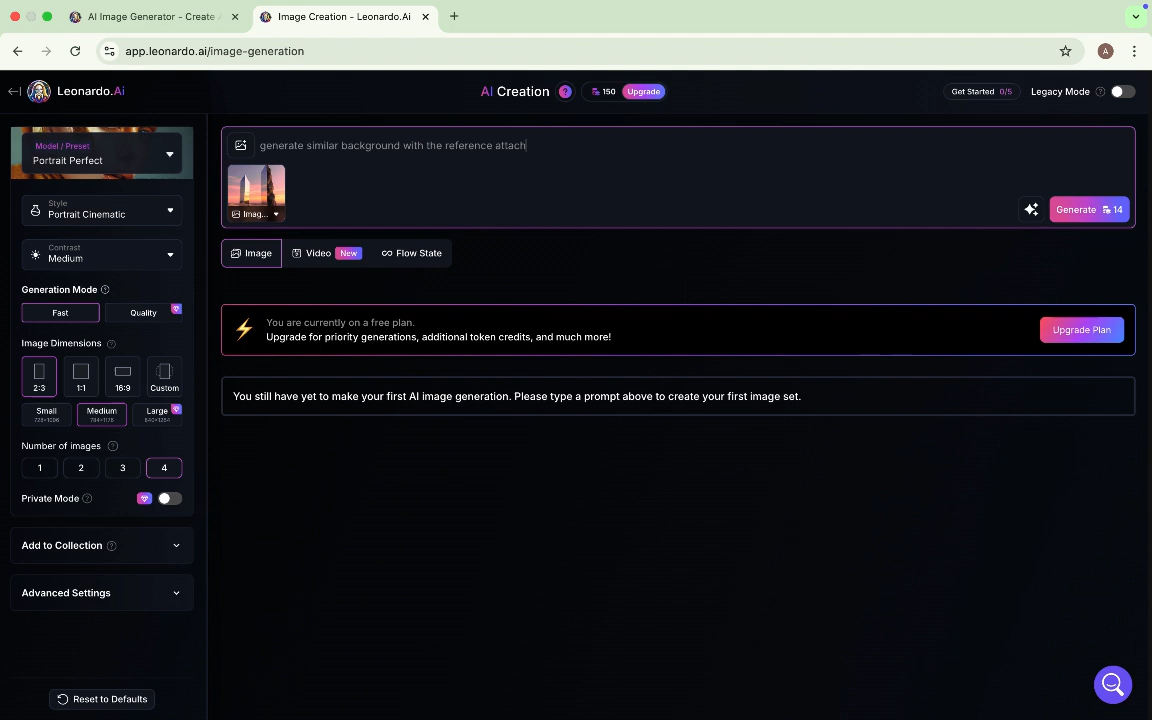 AI Image Generator - Create A
Image Creation - Leonardo.Ai
app.leonardo.ai/image-generation
A
Leonardo.Ai
AI Creation ?
150 Upgrade
Get Started 0/5
Legacy Mode ?
Model / Preset
Portrait Perfect
generate similar background with the reference attach
Imag...
Generate 14
Style
Portrait Cinematic
Contrast
Medium
Image
Video New
Flow State
Generation Mode ?
Fast
Quality
You are currently on a free plan.
Upgrade for priority generations, additional token credits, and much more!
Upgrade Plan
Image Dimensions ?
2:3
1:1
16:9
Custom
Small
Medium
Large
728×1096
784×1176
840×1264
You still have yet to make your first AI image generation. Please type a prompt above to create your first image set.
Number of images ?
1
2
3
4
Private Mode ?
Add to Collection ?
Advanced Settings
Reset to Defaults